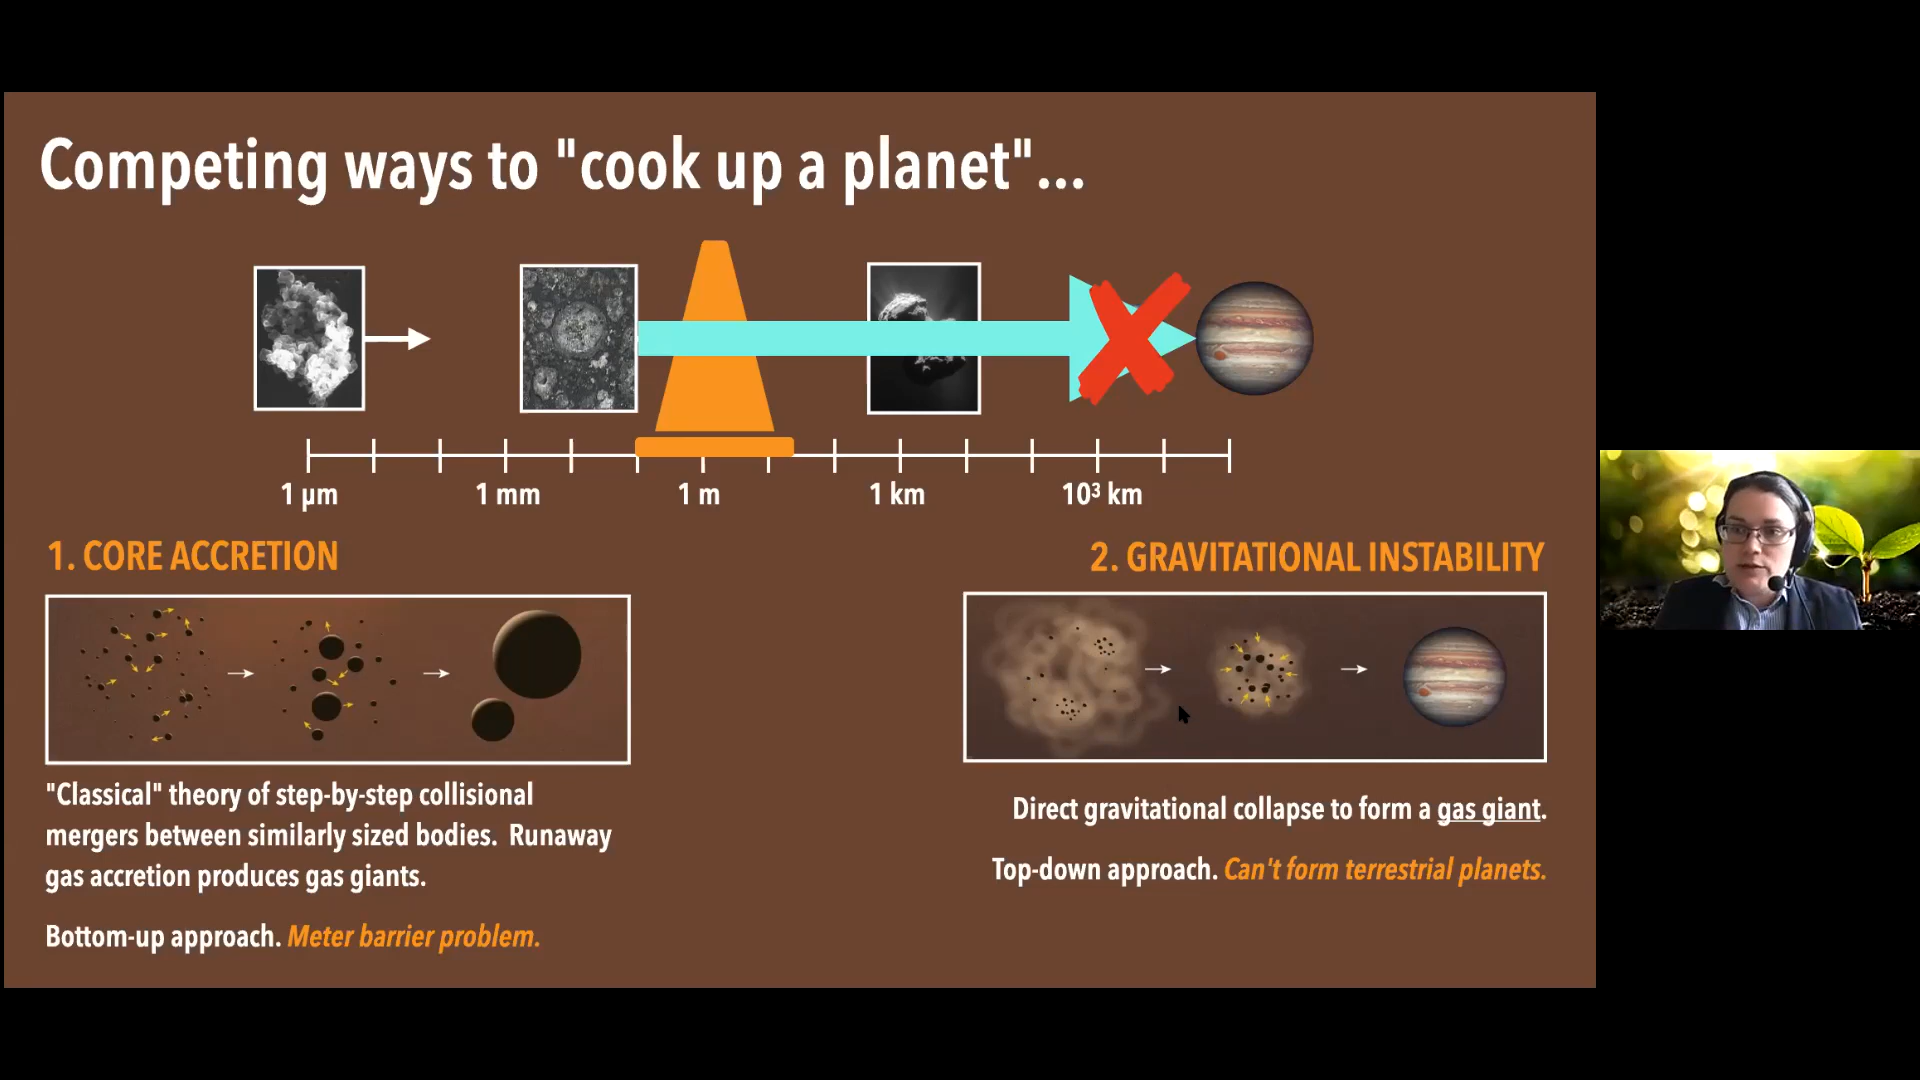 Competing ways to "cook up a planet"...
1 µm
1 mm
1 m
1 km
10³ km
1. CORE ACCRETION
"Classical" theory of step-by-step collisional
mergers between similarly sized bodies. Runaway
gas accretion produces gas giants.
Bottom-up approach. Meter barrier problem.
2. GRAVITATIONAL INSTABILITY
Direct gravitational collapse to form a gas giant.
Top-down approach. Can't form terrestrial planets.